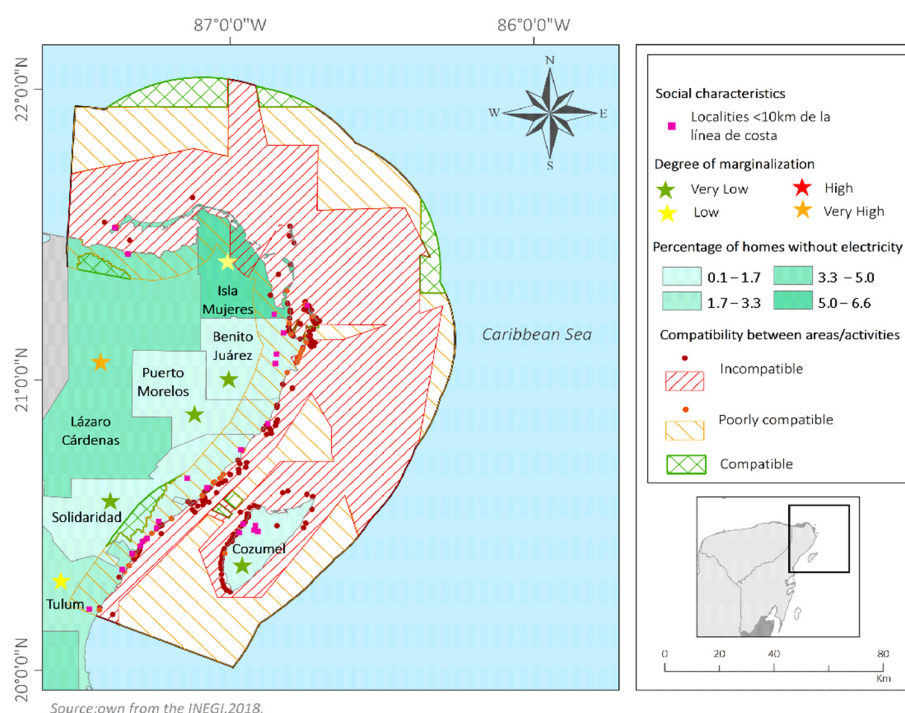 87°0'0"W
86°0'0"W
22°0'0"N
21°0'0"N
20°0'0"N
N
W
E
S
Isla
Mujeres
Benito
Juárez
Puerto
Morelos
Lázaro
Cárdenas
Solidaridad
Cozumel
Tulum
Caribbean Sea
Social characteristics
Localities <10km de la
línea de costa
Degree of marginalization
Very Low
High
Low
Very High
Percentage of homes without electricity
0.1 – 1.7
3.3 – 5.0
1.7 – 3.3
5.0 – 6.6
Compatibility between areas/activities
Incompatible
Poorly compatible
Compatible
0 20 40 80
Km
Source:own from the INEGI,2018.